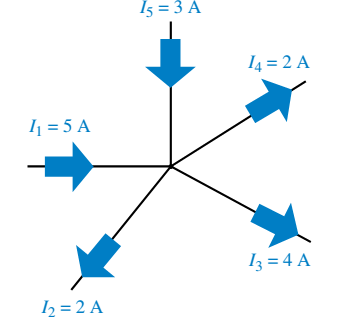 I₅ = 3 A
I₄ = 2 A
I₁ = 5 A
I₃ = 4 A
I₂ = 2 A